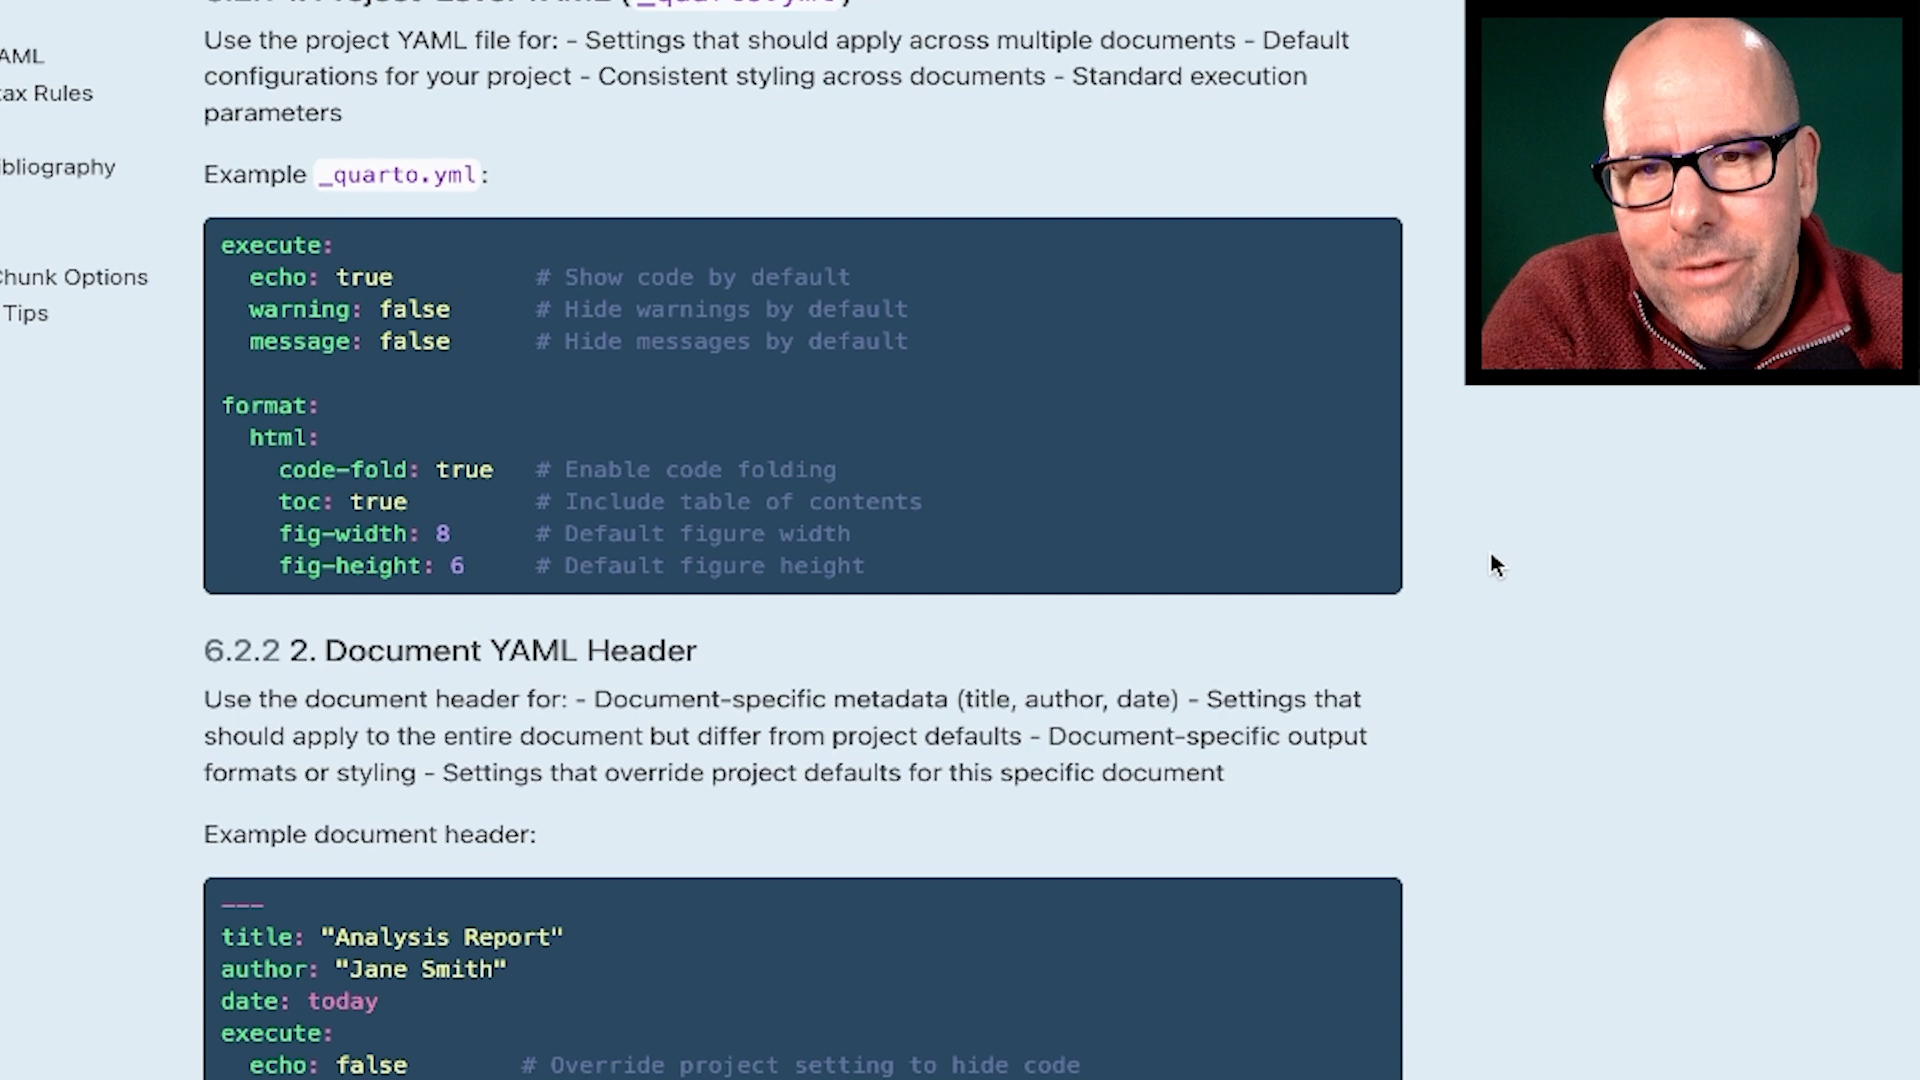 (_quarto.yml)
AML
tax Rules
ibliography
Chunk Options
Tips
Use the project YAML file for: - Settings that should apply across multiple documents - Default
configurations for your project - Consistent styling across documents - Standard execution
parameters
Example _quarto.yml:
execute:
  echo: true          # Show code by default
  warning: false      # Hide warnings by default
  message: false      # Hide messages by default
format:
  html:
    code-fold: true   # Enable code folding
    toc: true         # Include table of contents
    fig-width: 8      # Default figure width
    fig-height: 6     # Default figure height
6.2.2 2. Document YAML Header
Use the document header for: - Document-specific metadata (title, author, date) - Settings that
should apply to the entire document but differ from project defaults - Document-specific output
formats or styling - Settings that override project defaults for this specific document
Example document header:
---
title: "Analysis Report"
author: "Jane Smith"
date: today
execute:
  echo: false        # Override project setting to hide code